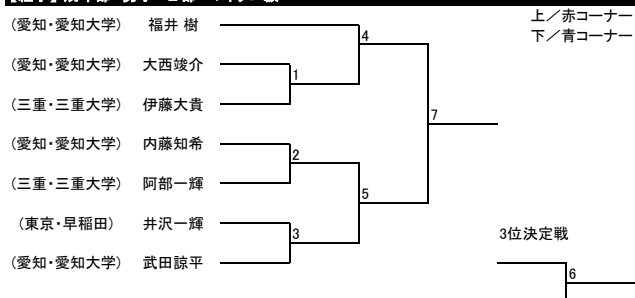 上/赤コーナー
下/青コーナー
(愛知・愛知大学) 福井 樹
4
(愛知・愛知大学) 大西竣介
1
(三重・三重大学) 伊藤大貴
7
(愛知・愛知大学) 内藤知希
2
(三重・三重大学) 阿部一輝
5
(東京・早稲田) 井沢一輝
3
3位決定戦
(愛知・愛知大学) 武田諒平
6